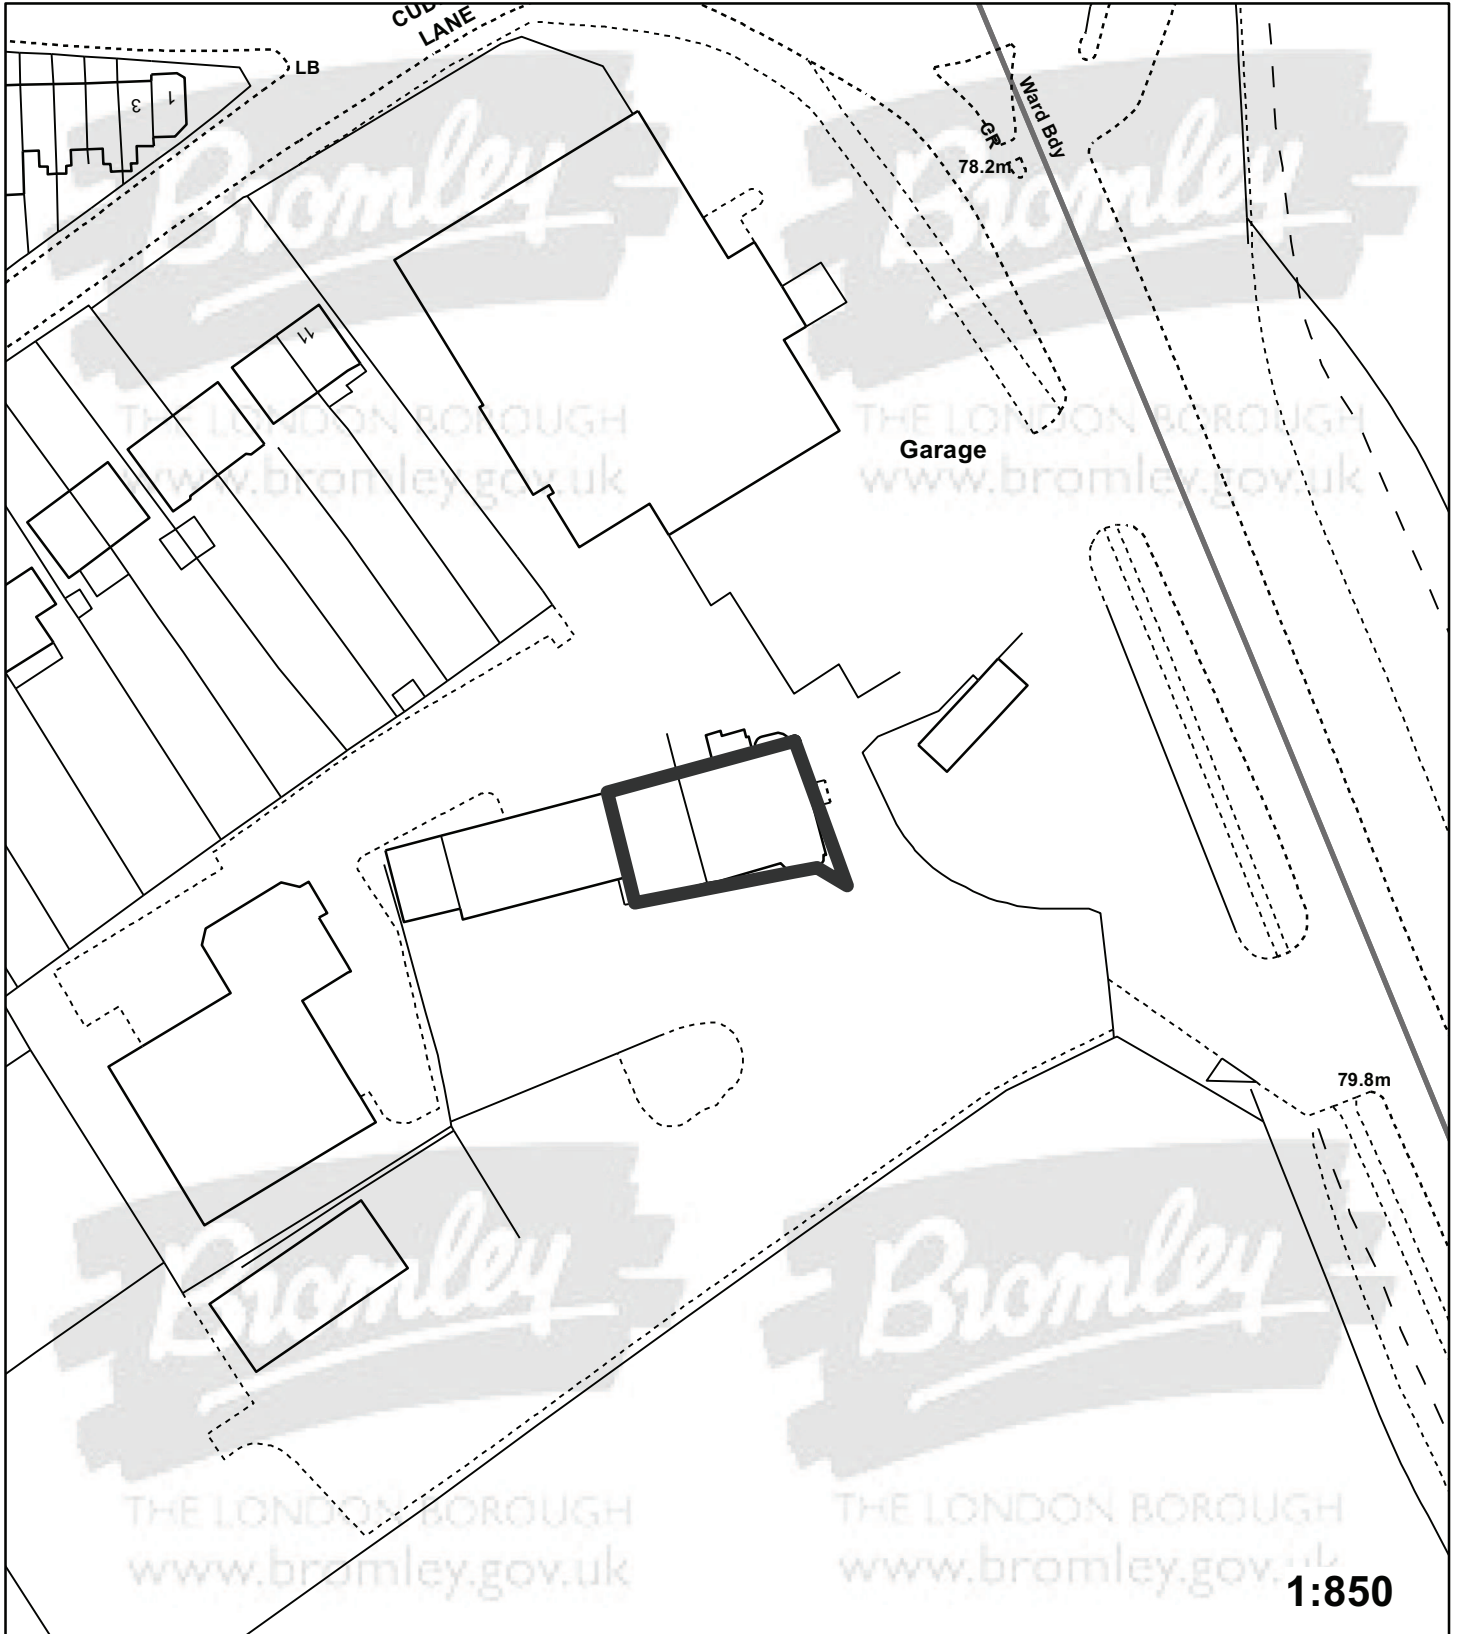 LANE
LB
3
1
Ward Bdy
CR
78.2m
11
Garage
79.8m
1:850
Bromley
THE LONDON BOROUGH
www.bromley.gov.uk
Bromley
THE LONDON BOROUGH
www.bromley.gov.uk
Bromley
THE LONDON BOROUGH
www.bromley.gov.uk
Bromley
THE LONDON BOROUGH
www.bromley.gov.uk